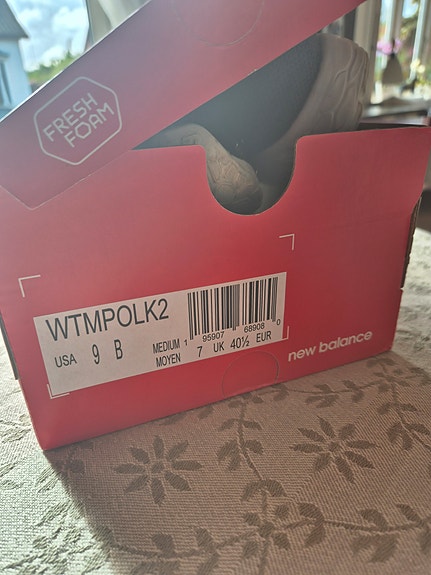 FRESH
FOAM
WTMPOLK2
USA 9 B MEDIUM 7 UK 40½ EUR
MOYEN
1 95907 68908 0
new balance